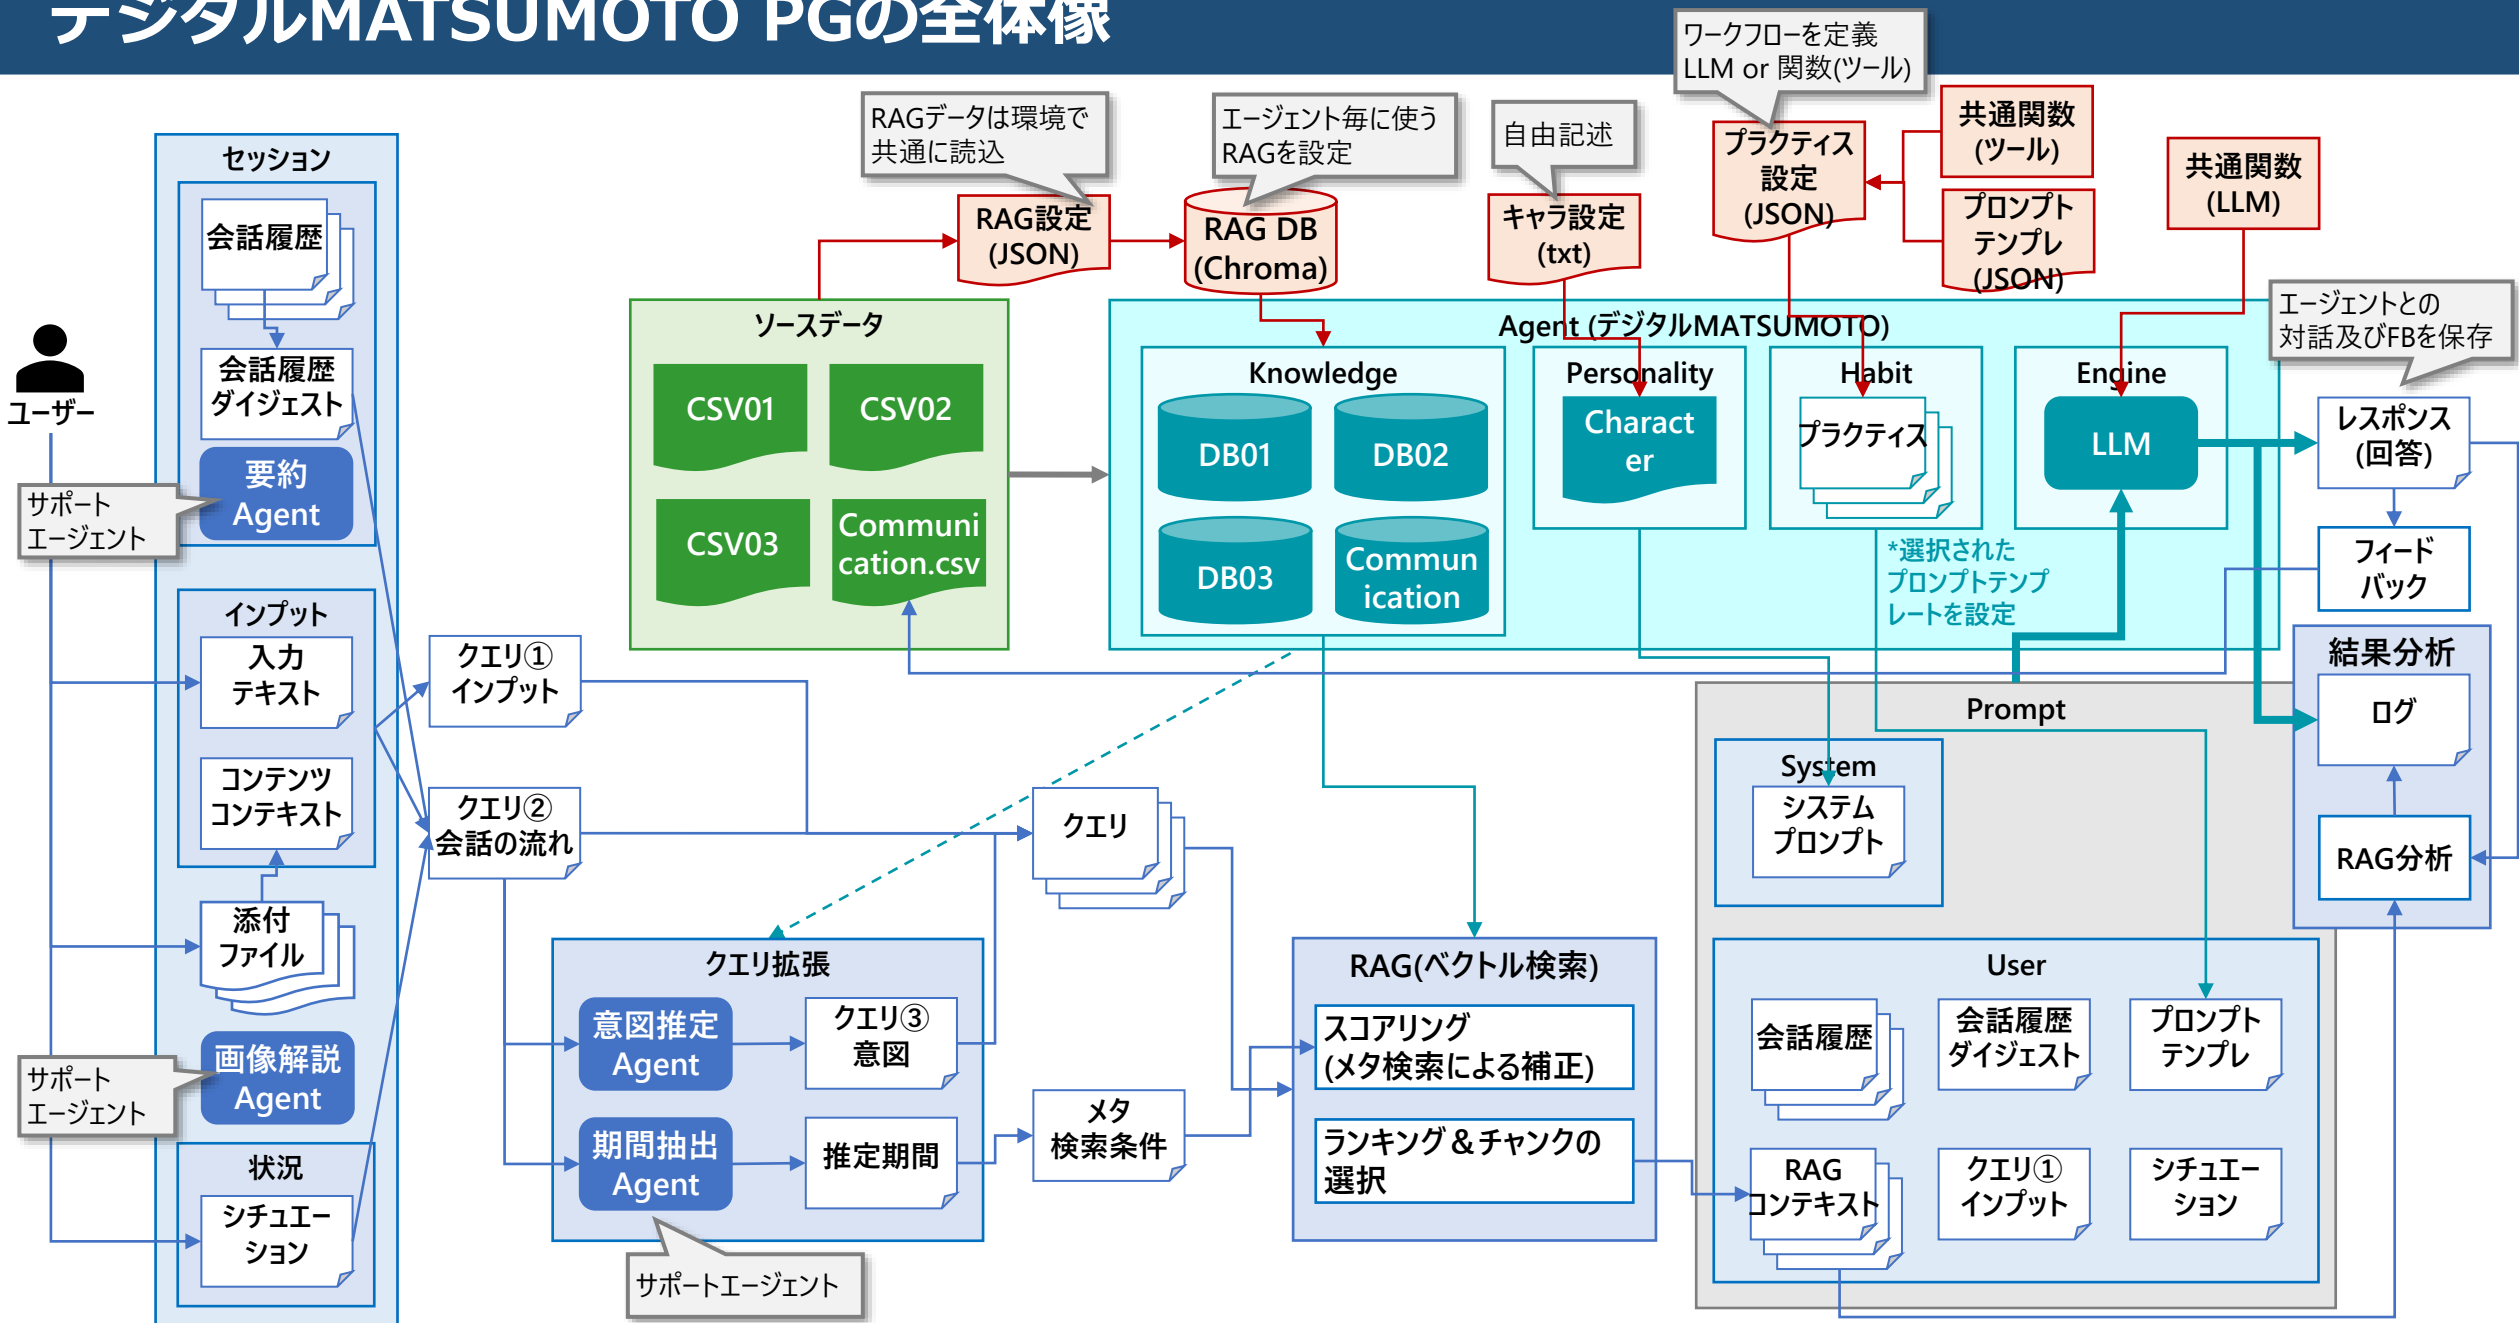 デジタルMATSUMOTO PGの全体像
ワークフローを定義
LLM or 関数(ツール)
RAGデータは環境で
共通に読込
エージェント毎に使う
RAGを設定
自由記述
プラクティス
設定
(JSON)
共通関数
(ツール)
プロンプト
テンプレ
(JSON)
共通関数
(LLM)
RAG設定
(JSON)
RAG DB
(Chroma)
キャラ設定
(txt)
エージェントとの
対話及びFBを保存
セッション
会話履歴
会話履歴
ダイジェスト
要約
Agent
サポート
エージェント
ユーザー
インプット
入力
テキスト
コンテンツ
コンテキスト
添付
ファイル
画像解説
Agent
サポート
エージェント
状況
シチュエー
ション
ソースデータ
CSV01
CSV02
CSV03
Communi
cation.csv
Agent (デジタルMATSUMOTO)
Knowledge
DB01
DB02
DB03
Commun
ication
Personality
Charact
er
Habit
プラクティス
Engine
LLM
*選択された
プロンプトテンプ
レートを設定
レスポンス
(回答)
フィード
バック
結果分析
ログ
RAG分析
クエリ①
インプット
クエリ②
会話の流れ
クエリ
クエリ拡張
意図推定
Agent
クエリ③
意図
期間抽出
Agent
推定期間
サポートエージェント
メタ
検索条件
RAG(ベクトル検索)
スコアリング
(メタ検索による補正)
ランキング＆チャンクの
選択
Prompt
System
システム
プロンプト
User
会話履歴
会話履歴
ダイジェスト
プロンプト
テンプレ
RAG
コンテキスト
クエリ①
インプット
シチュエー
ション